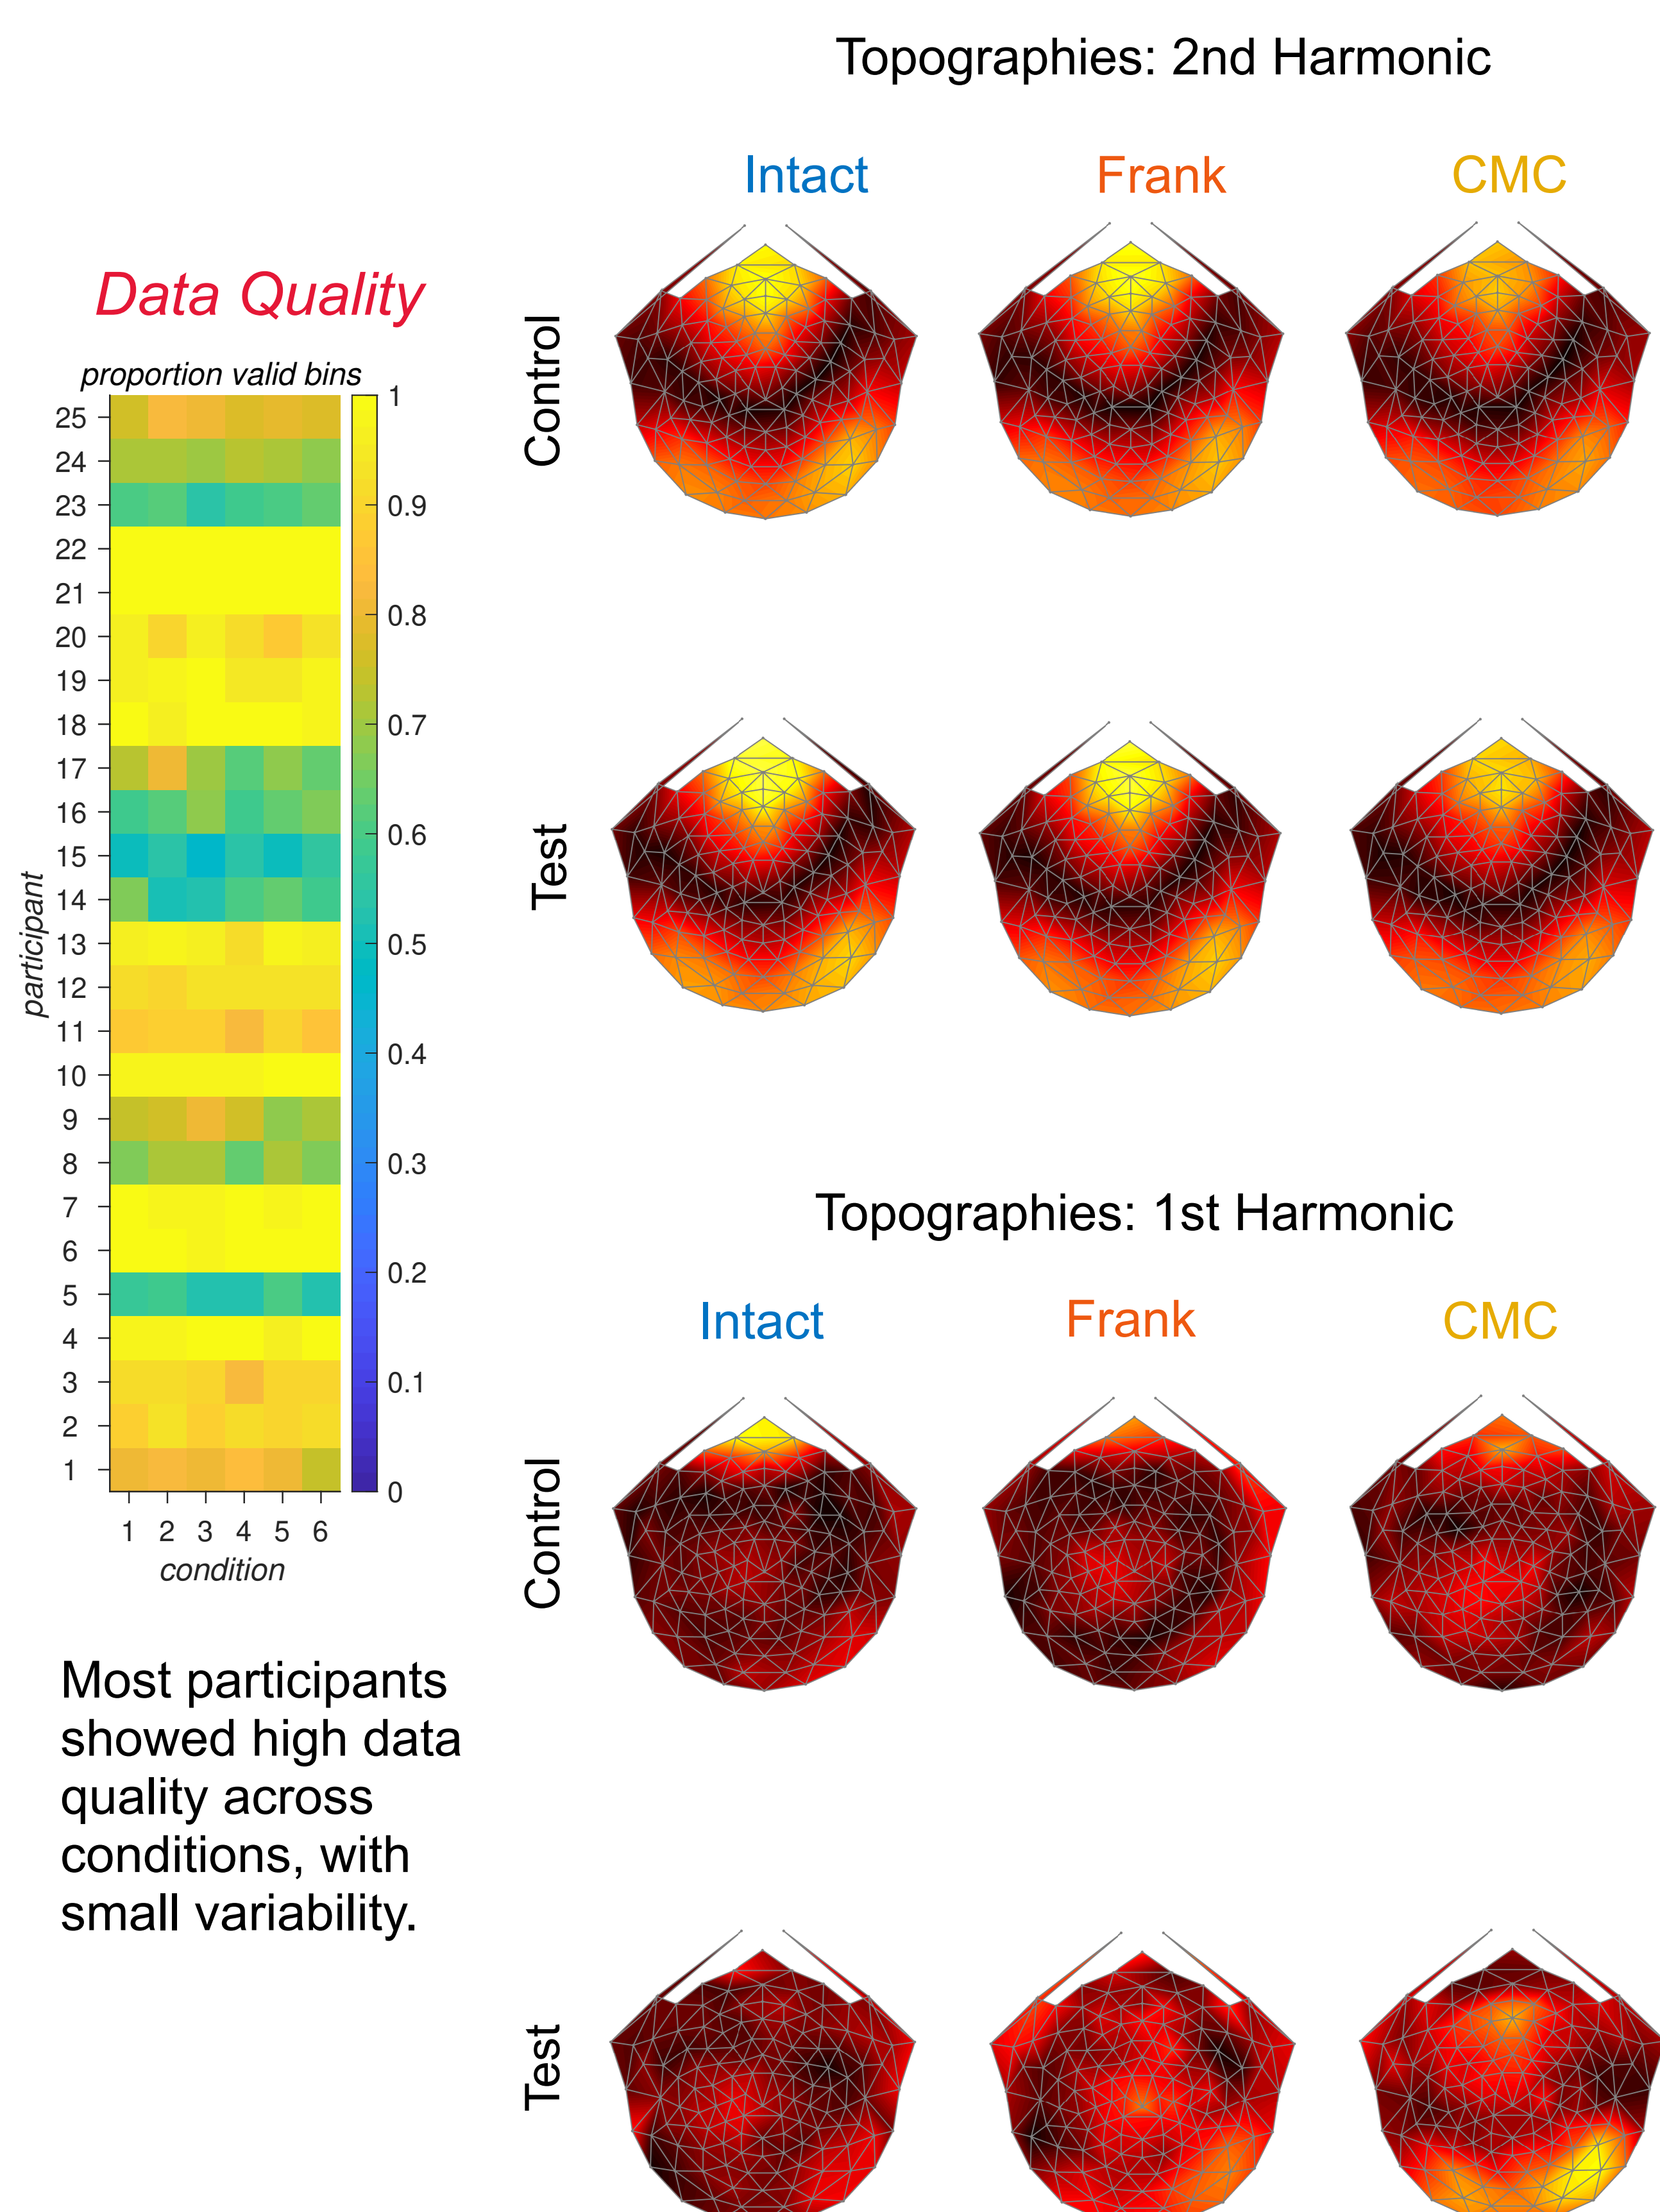 Topographies: 2nd Harmonic
Intact
Frank
CMC
Control
Test
Data Quality
proportion valid bins
25
24
23
22
21
20
19
18
17
16
15
14
13
12
11
10
9
8
7
6
5
4
3
2
1
participant
1 2 3 4 5 6
condition
1
0.9
0.8
0.7
0.6
0.5
0.4
0.3
0.2
0.1
0
Most participants
showed high data
quality across
conditions, with
small variability.
Topographies: 1st Harmonic
Intact
Frank
CMC
Control
Test